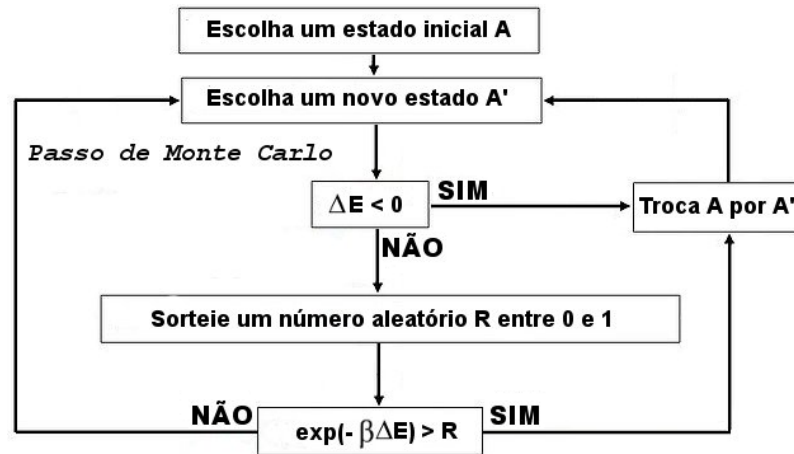 Escolha um estado inicial A
Escolha um novo estado A'
Passo de Monte Carlo
ΔE < 0
SIM
Troca A por A'
NÃO
Sorteie um número aleatório R entre 0 e 1
NÃO
exp(- βΔE) > R
SIM